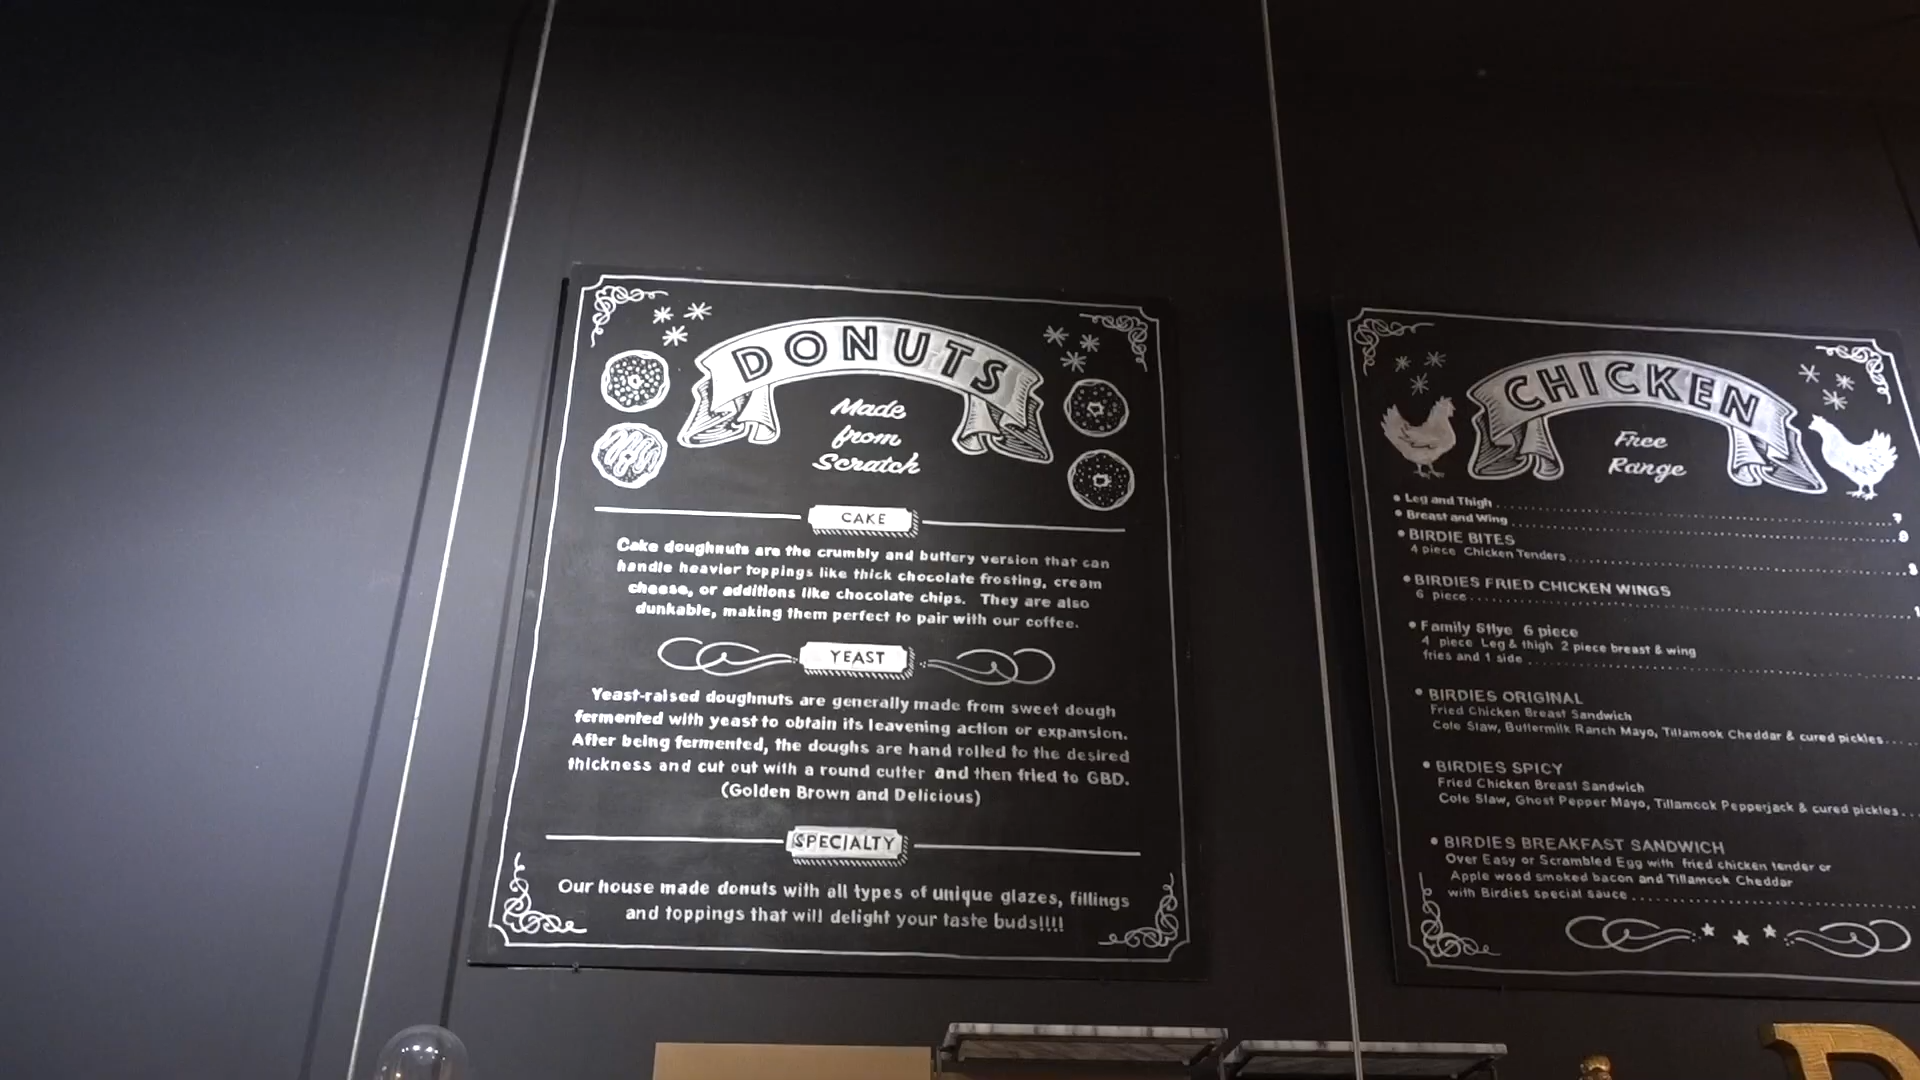 DONUTS
Made
from
Scratch
CAKE
Cake doughnuts are the crumbly and buttery version that can
handle heavier toppings like thick chocolate frosting, cream
cheese, or additions like chocolate chips. They are also
dunkable, making them perfect to pair with our coffee.
YEAST
Yeast-raised doughnuts are generally made from sweet dough
fermented with yeast to obtain its leavening action or expansion.
After being fermented, the doughs are hand rolled to the desired
thickness and cut out with a round cutter and then fried to GBD.
(Golden Brown and Delicious)
SPECIALTY
Our house made donuts with all types of unique glazes, fillings
and toppings that will delight your taste buds!!!!
CHICKEN
Free
Range
• Leg and Thigh 7
• Breast and Wing 8
• BIRDIE BITES
4 piece Chicken Tenders
• BIRDIES FRIED CHICKEN WINGS
6 piece
• Family Stlye 6 piece
4 piece Leg & thigh 2 piece breast & wing
fries and 1 side
• BIRDIES ORIGINAL
Fried Chicken Breast Sandwich
Cole Slaw, Buttermilk Ranch Mayo, Tillamook Cheddar & cured pickles
• BIRDIES SPICY
Fried Chicken Breast Sandwich
Cole Slaw, Ghost Pepper Mayo, Tillamook Pepperjack & cured pickles
• BIRDIES BREAKFAST SANDWICH
Over Easy or Scrambled Egg with fried chicken tender or
Apple wood smoked bacon and Tillamook Cheddar
with Birdies special sauce